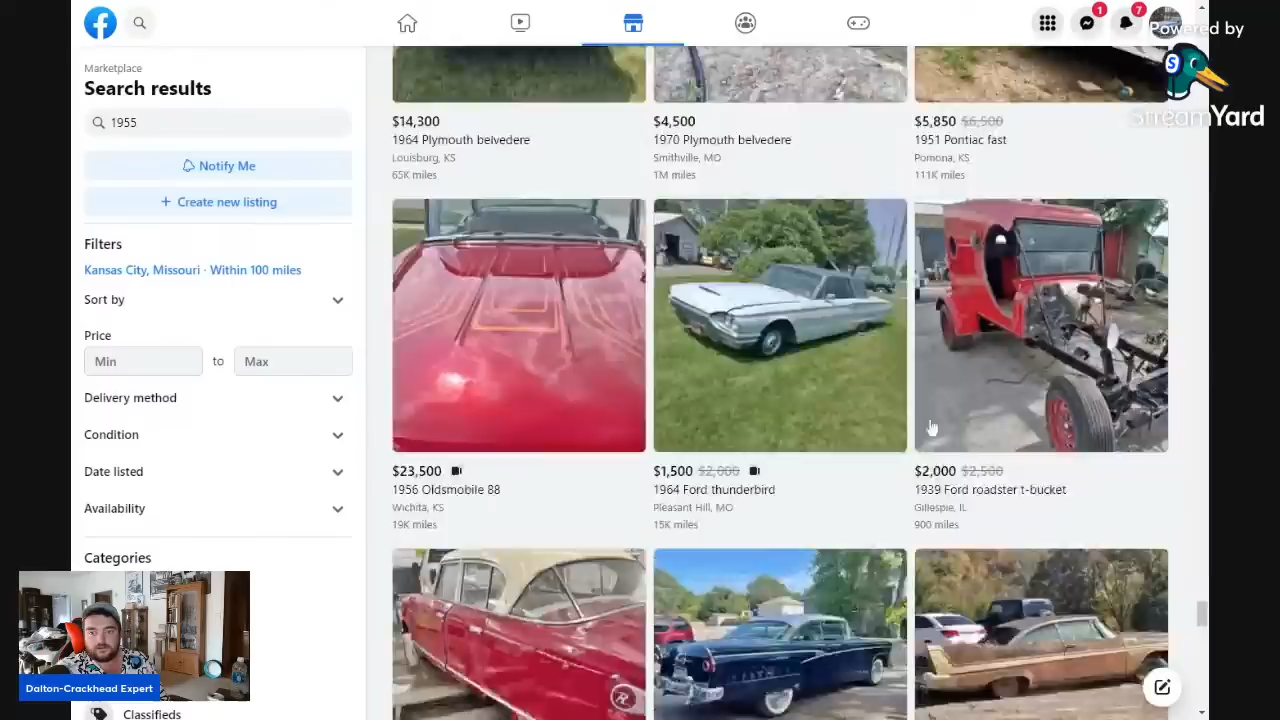 1
7
Powered by
StreamYard
Marketplace
Search results
1955
Notify Me
+ Create new listing
Filters
Kansas City, Missouri · Within 100 miles
Sort by
Price
Min to Max
Delivery method
Condition
Date listed
Availability
Categories
Classifieds
$14,300
1964 Plymouth belvedere
Louisburg, KS
65K miles
$4,500
1970 Plymouth belvedere
Smithville, MO
1M miles
$5,850 $6,500
1951 Pontiac fast
Pomona, KS
111K miles
$23,500
1956 Oldsmobile 88
Wichita, KS
19K miles
$1,500 $2,000
1964 Ford thunderbird
Pleasant Hill, MO
15K miles
$2,000 $2,500
1939 Ford roadster t-bucket
Gillespie, IL
900 miles
Dalton-Crackhead Expert